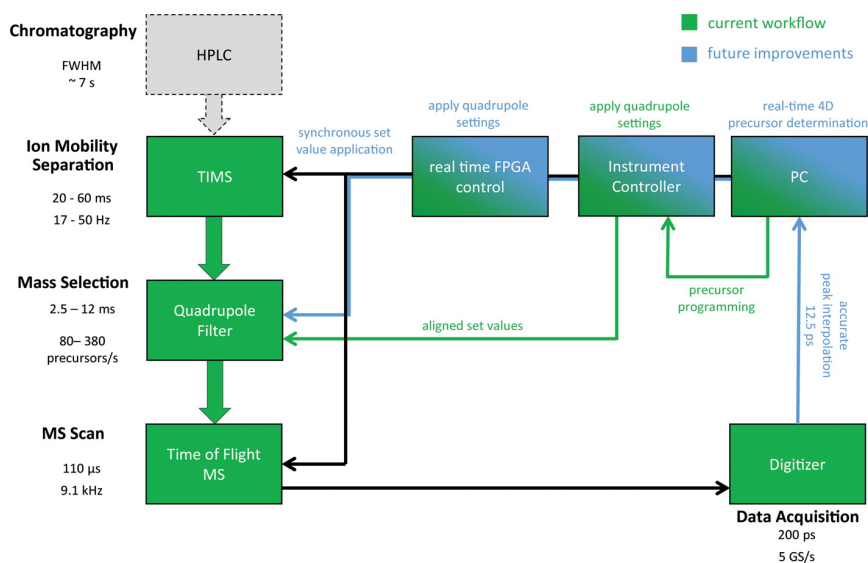 Chromatography
FWHM
~ 7 s
HPLC
current workflow
future improvements
Ion Mobility
Separation
20 - 60 ms
17 - 50 Hz
TIMS
synchronous set
value application
apply quadrupole
settings
real time FPGA
control
apply quadrupole
settings
Instrument
Controller
real-time 4D
precursor determination
PC
Mass Selection
2.5 – 12 ms
80– 380
precursors/s
Quadrupole
Filter
aligned set values
precursor
programming
accurate
peak interpolation
12.5 ps
MS Scan
110 µs
9.1 kHz
Time of Flight
MS
Digitizer
Data Acquisition
200 ps
5 GS/s